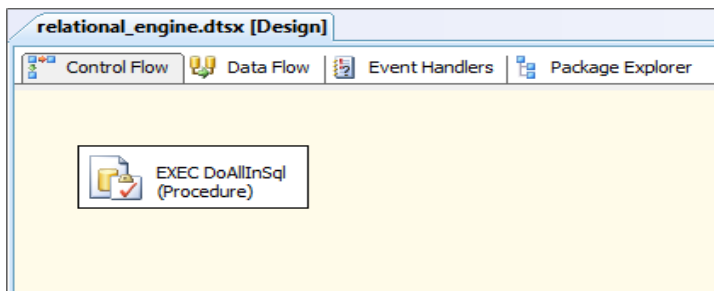 relational_engine.dtsx [Design]
Control Flow Data Flow Event Handlers Package Explorer
EXEC DoAllInSql
(Procedure)